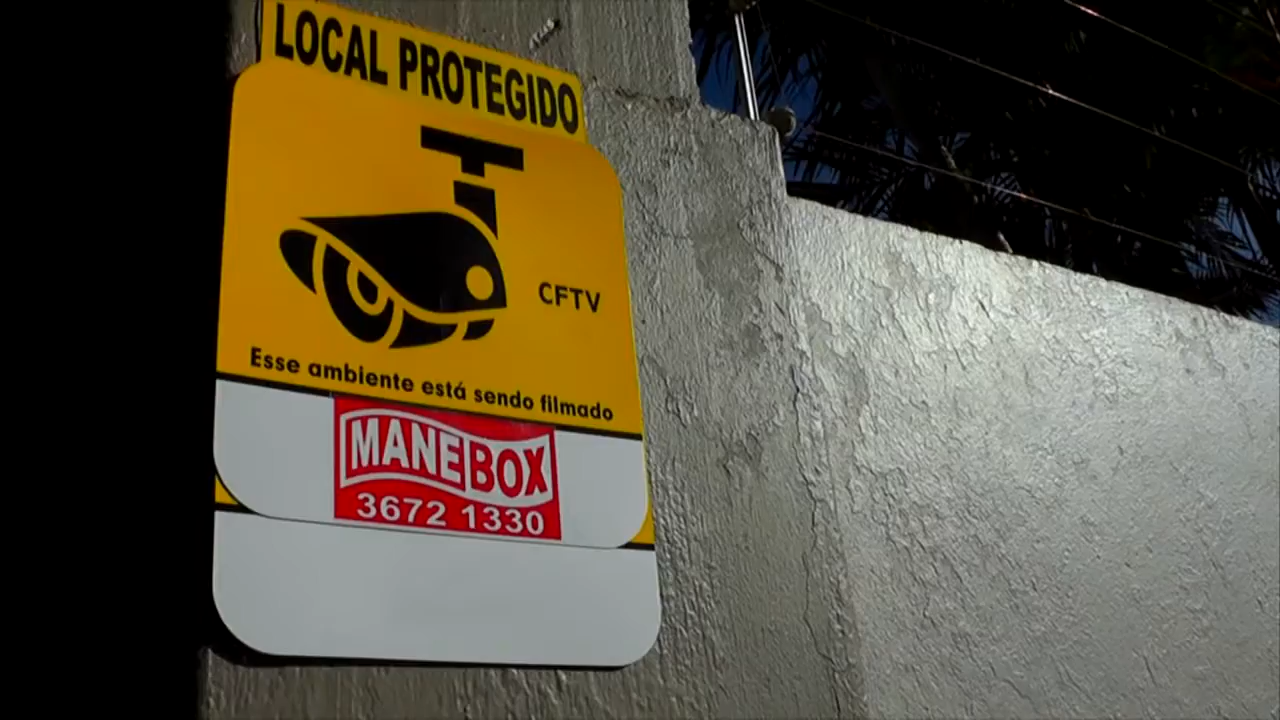 LOCAL PROTEGIDO
CFTV
Esse ambiente está sendo filmado
MANEBOX
3672 1330